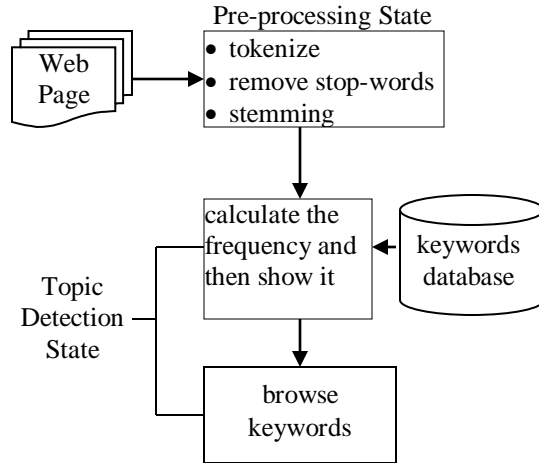 Pre-processing State
Web
Page
• tokenize
• remove stop-words
• stemming
calculate the
frequency and
then show it
keywords
database
Topic
Detection
State
browse
keywords